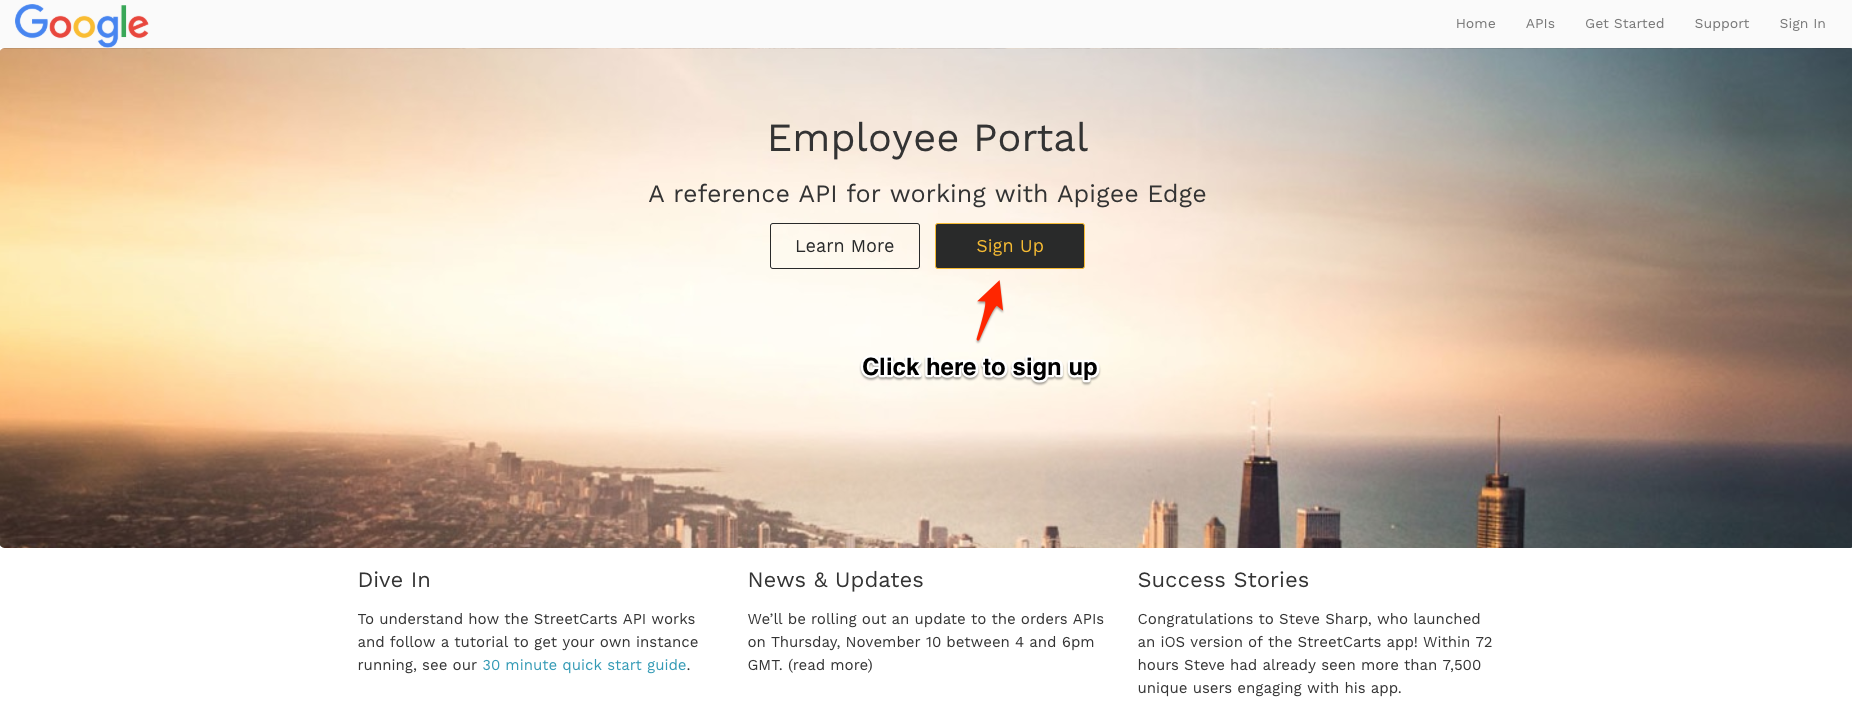 Google
Home APIs Get Started Support Sign In
Employee Portal
A reference API for working with Apigee Edge
Learn More Sign Up
Click here to sign up
Dive In
To understand how the StreetCarts API works
and follow a tutorial to get your own instance
running, see our 30 minute quick start guide.
News & Updates
We’ll be rolling out an update to the orders APIs
on Thursday, November 10 between 4 and 6pm
GMT. (read more)
Success Stories
Congratulations to Steve Sharp, who launched
an iOS version of the StreetCarts app! Within 72
hours Steve had already seen more than 7,500
unique users engaging with his app.